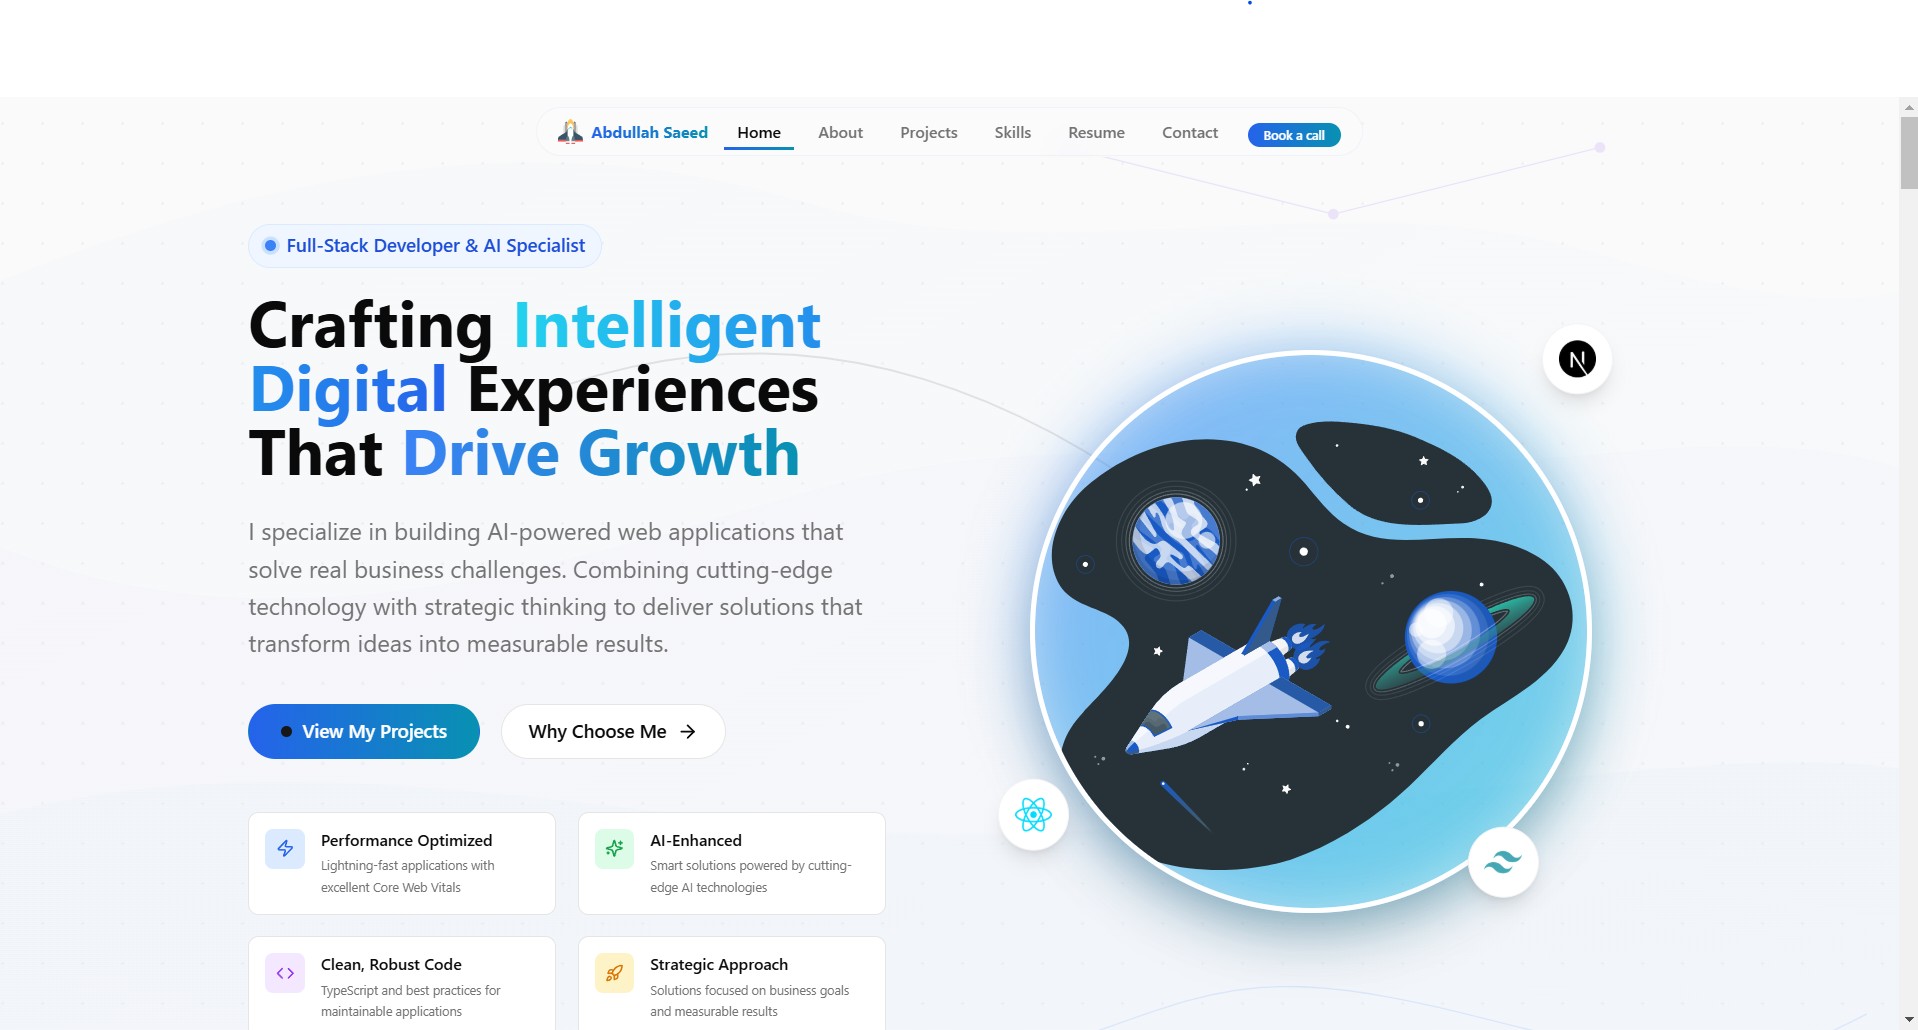 Abdullah Saeed Home About Projects Skills Resume Contact Book a call
Full-Stack Developer & AI Specialist
Crafting Intelligent
Digital Experiences
That Drive Growth
I specialize in building AI-powered web applications that
solve real business challenges. Combining cutting-edge
technology with strategic thinking to deliver solutions that
transform ideas into measurable results.
View My Projects
Why Choose Me
Performance Optimized
Lightning-fast applications with
excellent Core Web Vitals
AI-Enhanced
Smart solutions powered by cutting-
edge AI technologies
Clean, Robust Code
TypeScript and best practices for
maintainable applications
Strategic Approach
Solutions focused on business goals
and measurable results